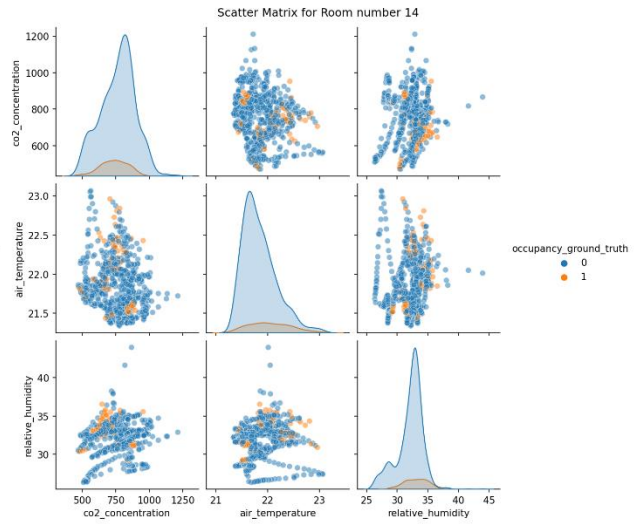 Scatter Matrix for Room number 14
co2_concentration
1200
1000
800
600
air_temperature
23.0
22.5
22.0
21.5
relative_humidity
40
35
30
500 750 1000 1250
co2_concentration
21 22 23
air_temperature
25 30 35 40 45
relative_humidity
occupancy_ground_truth
0
1